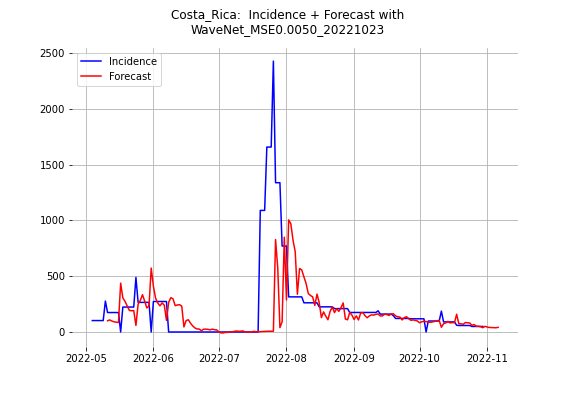 Costa_Rica:  Incidence + Forecast with
WaveNet_MSE0.0050_20221023
Incidence
Forecast
2500
2000
1500
1000
500
0
2022-05 2022-06 2022-07 2022-08 2022-09 2022-10 2022-11